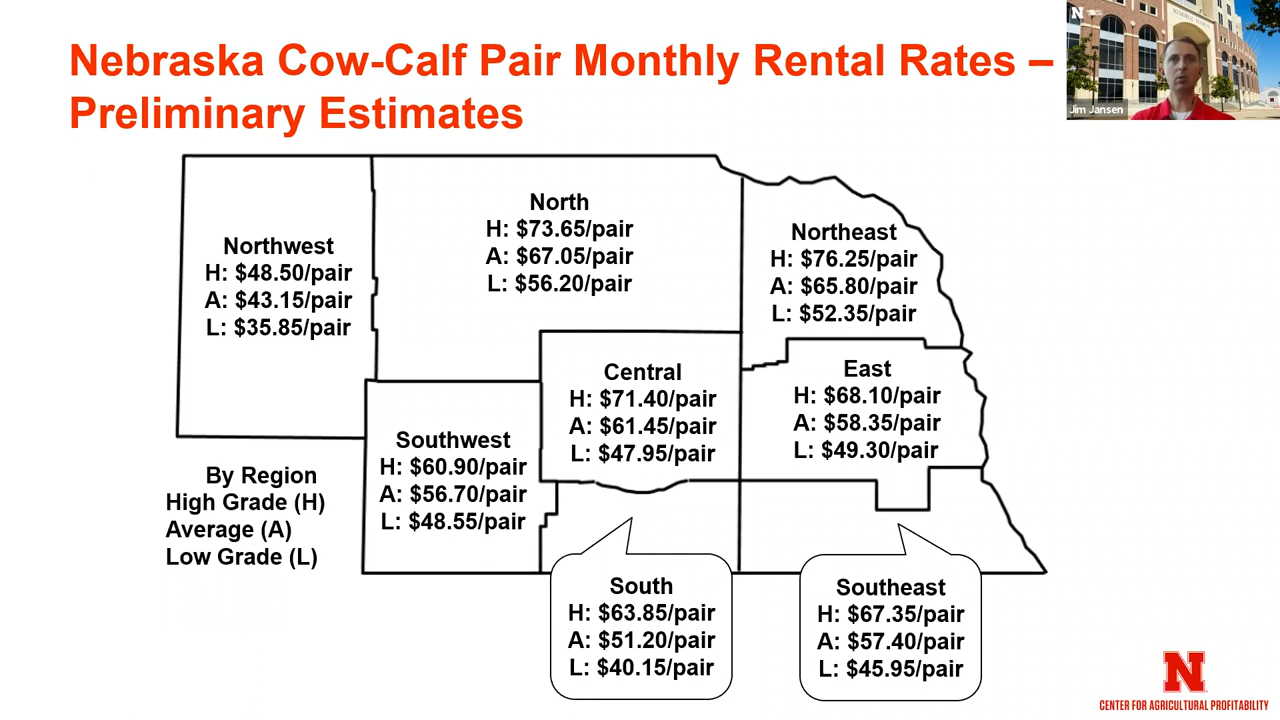 Nebraska Cow-Calf Pair Monthly Rental Rates –
Preliminary Estimates
N
Jim Jansen
Northwest
H: $48.50/pair
A: $43.15/pair
L: $35.85/pair
North
H: $73.65/pair
A: $67.05/pair
L: $56.20/pair
Northeast
H: $76.25/pair
A: $65.80/pair
L: $52.35/pair
Central
H: $71.40/pair
A: $61.45/pair
L: $47.95/pair
East
H: $68.10/pair
A: $58.35/pair
L: $49.30/pair
Southwest
H: $60.90/pair
A: $56.70/pair
L: $48.55/pair
By Region
High Grade (H)
Average (A)
Low Grade (L)
South
H: $63.85/pair
A: $51.20/pair
L: $40.15/pair
Southeast
H: $67.35/pair
A: $57.40/pair
L: $45.95/pair
N
CENTER FOR AGRICULTURAL PROFITABILITY